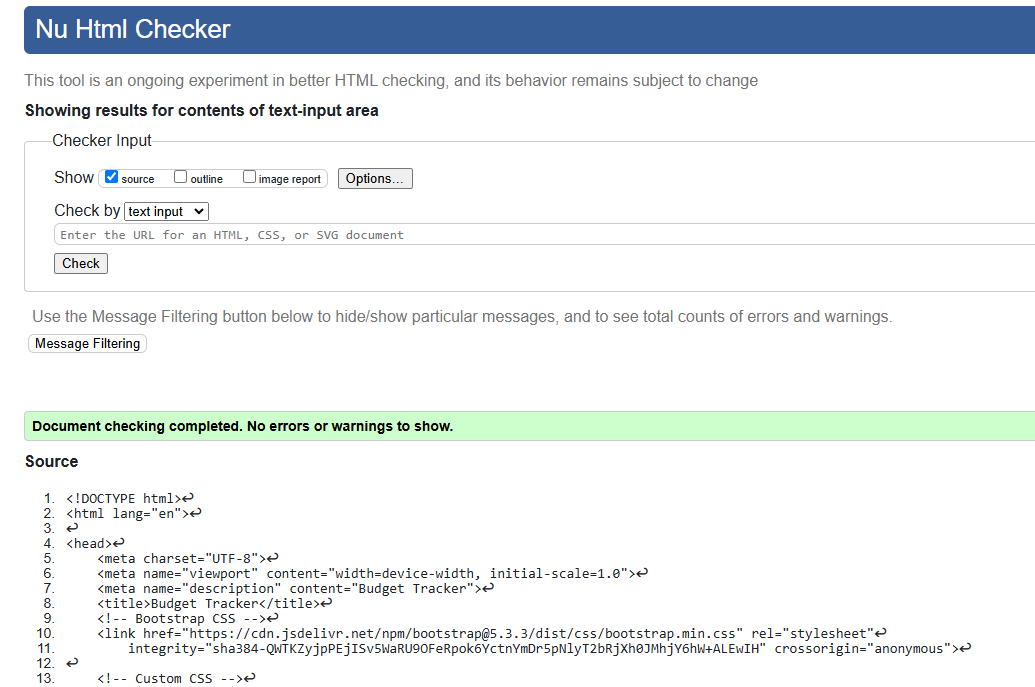 Nu Html Checker
This tool is an ongoing experiment in better HTML checking, and its behavior remains subject to change
Showing results for contents of text-input area
Checker Input
Show source outline image report Options...
Check by text input
Enter the URL for an HTML, CSS, or SVG document
Check
Use the Message Filtering button below to hide/show particular messages, and to see total counts of errors and warnings.
Message Filtering
Document checking completed. No errors or warnings to show.
Source
1. <!DOCTYPE html>↩
2. <html lang="en">↩
3. ↩
4. <head>↩
5.     <meta charset="UTF-8">↩
6.     <meta name="viewport" content="width=device-width, initial-scale=1.0">↩
7.     <meta name="description" content="Budget Tracker">↩
8.     <title>Budget Tracker</title>↩
9.     <!-- Bootstrap CSS -->↩
10.     <link href="https://cdn.jsdelivr.net/npm/bootstrap@5.3.3/dist/css/bootstrap.min.css" rel="stylesheet"↩
11.         integrity="sha384-QWTKZyjpPEjISv5WaRU9OFeRpok6YctnYmDr5pNlyT2bRjXh0JMhjY6hW+ALEwIH" crossorigin="anonymous">↩
12. ↩
13.     <!-- Custom CSS -->↩